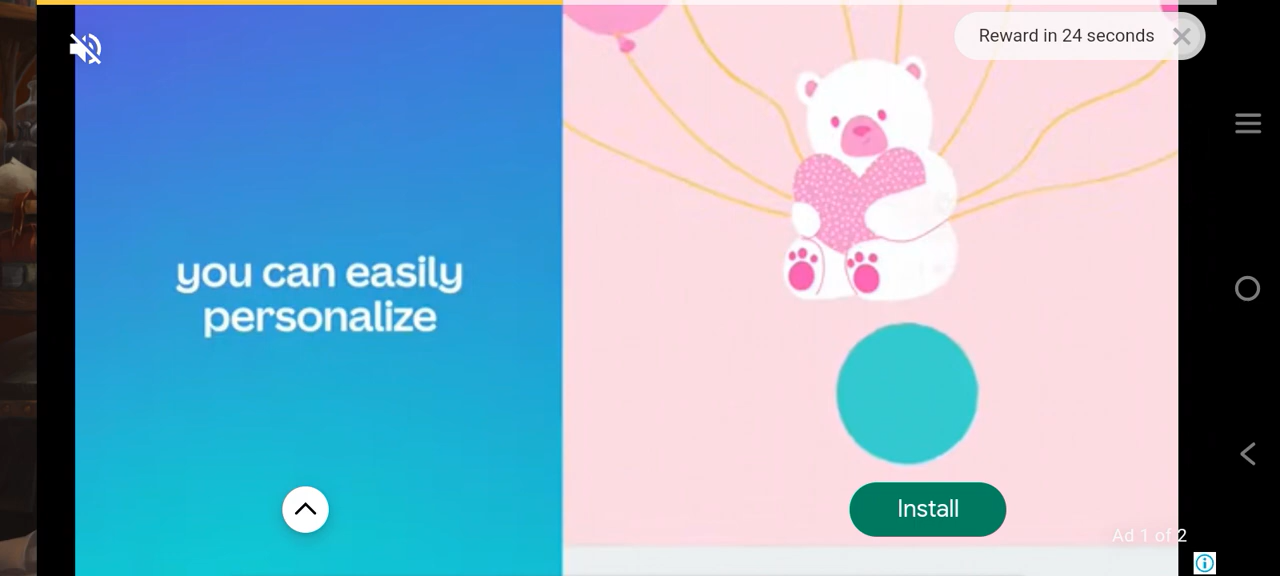 Reward in 24 seconds
you can easily
personalize
Install
Ad 1 of 2